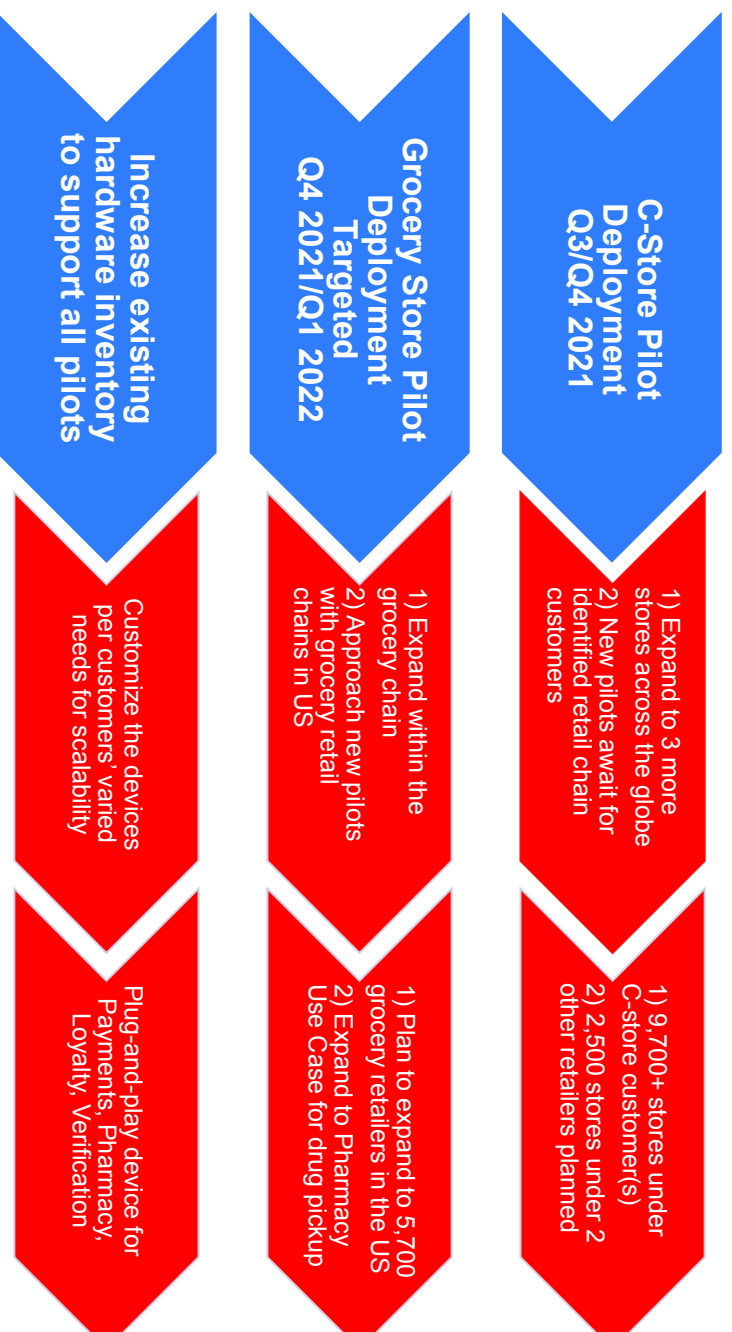 C-Store Pilot
Deployment
Q3/Q4 2021
1) Expand to 3 more
stores across the globe
2) New pilots await for
identified retail chain
customers
1) 9,700+ stores under
C-store customer(s)
2) 2,500 stores under 2
other retailers planned
Grocery Store Pilot
Deployment
Targeted
Q4 2021/Q1 2022
1) Expand within the
grocery chain
2) Approach new pilots
with grocery retail
chains in US
1) Plan to expand to 5,700
grocery retailers in the US
2) Expand to Pharmacy
Use Case for drug pickup
Increase existing
hardware inventory
to support all pilots
Customize the devices
per customers’ varied
needs for scalability
Plug-and-play device for
Payments, Pharmacy,
Loyalty, Verification